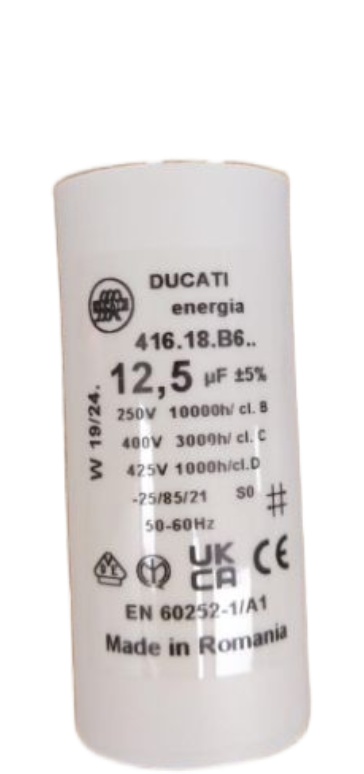 DUCATI
energia
416.18.B6..
12,5 µF ±5%
250V 10000h/ cl. B
400V 3000h/ cl. C
425V 1000h/cl.D
-25/85/21 S0 #
50-60Hz
W 19/24.
UK
CA CE
EN 60252-1/A1
Made in Romania